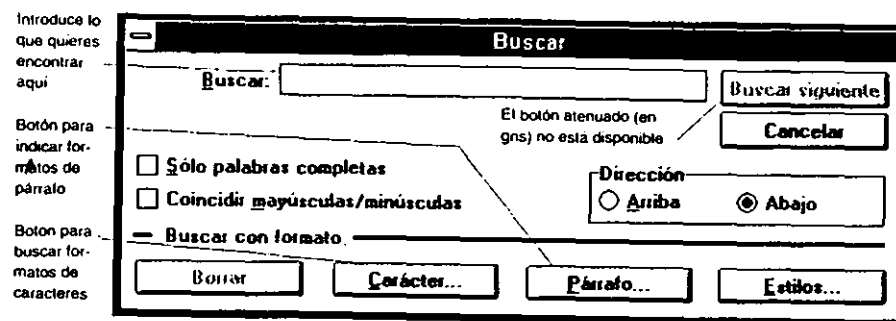 Introduce lo
que quieres
encontrar
aquí
Botón para
indicar for-
matos de
párrafo
Boton para
buscar for-
matos de
caracteres
Buscar
Buscar:
Buscar siguiente
El botón atenuado (en
gns) no está disponible
Cancelar
Sólo palabras completas
Coincidir mayúsculas/minúsculas
Dirección
Arriba
Abajo
Buscar con formato
Borrar
Carácter...
Párrafo...
Estilos...